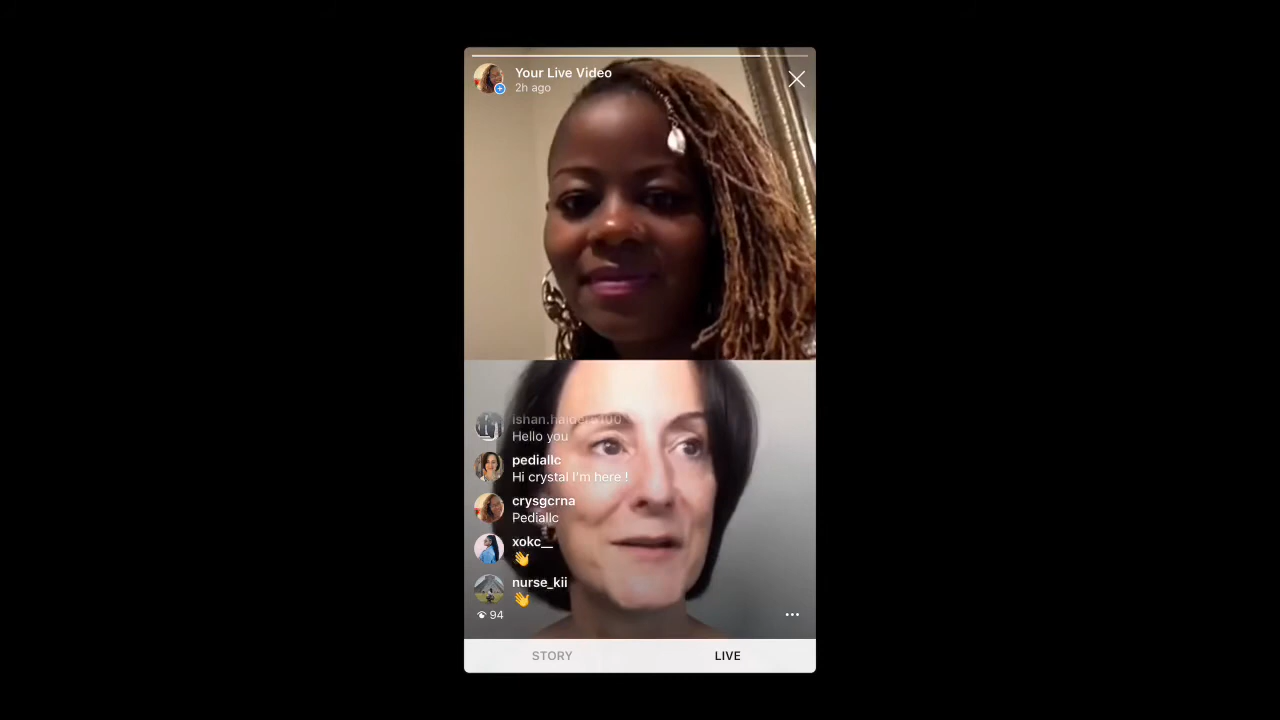 Your Live Video
2h ago
Hello you
pediallc
Hi crystal I'm here !
crysgcrna
Pediallc
xokc__
👋
nurse_kii
👋
94
STORY
LIVE